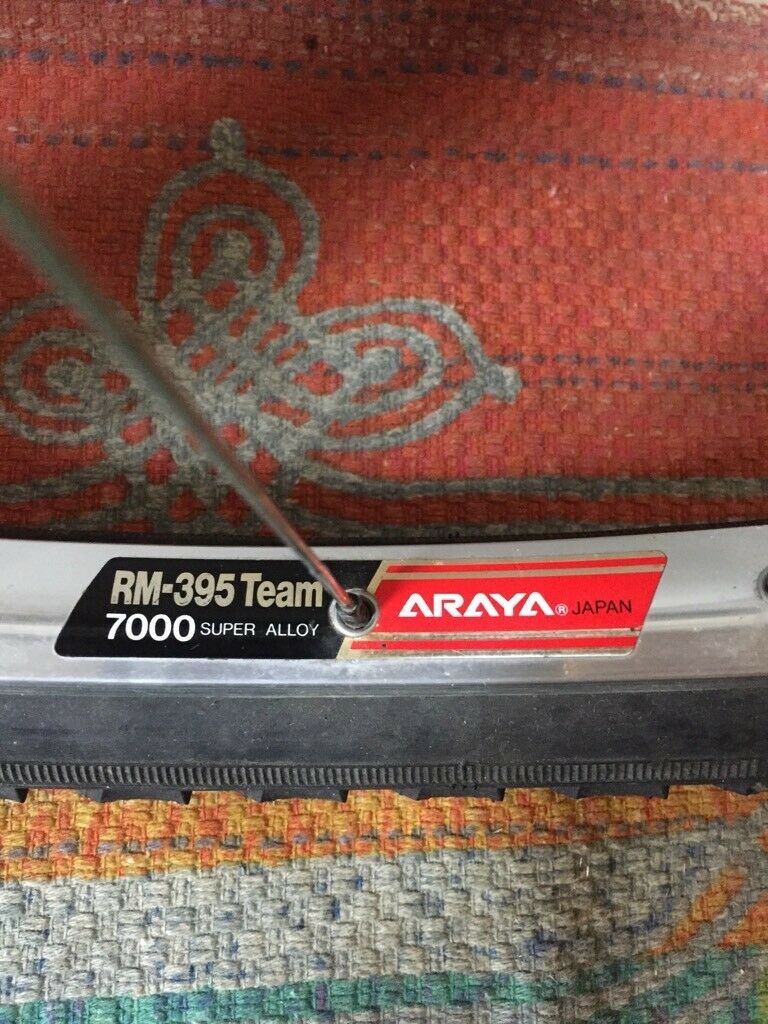 RM-395 Team
7000 SUPER ALLOY
ARAYA® JAPAN